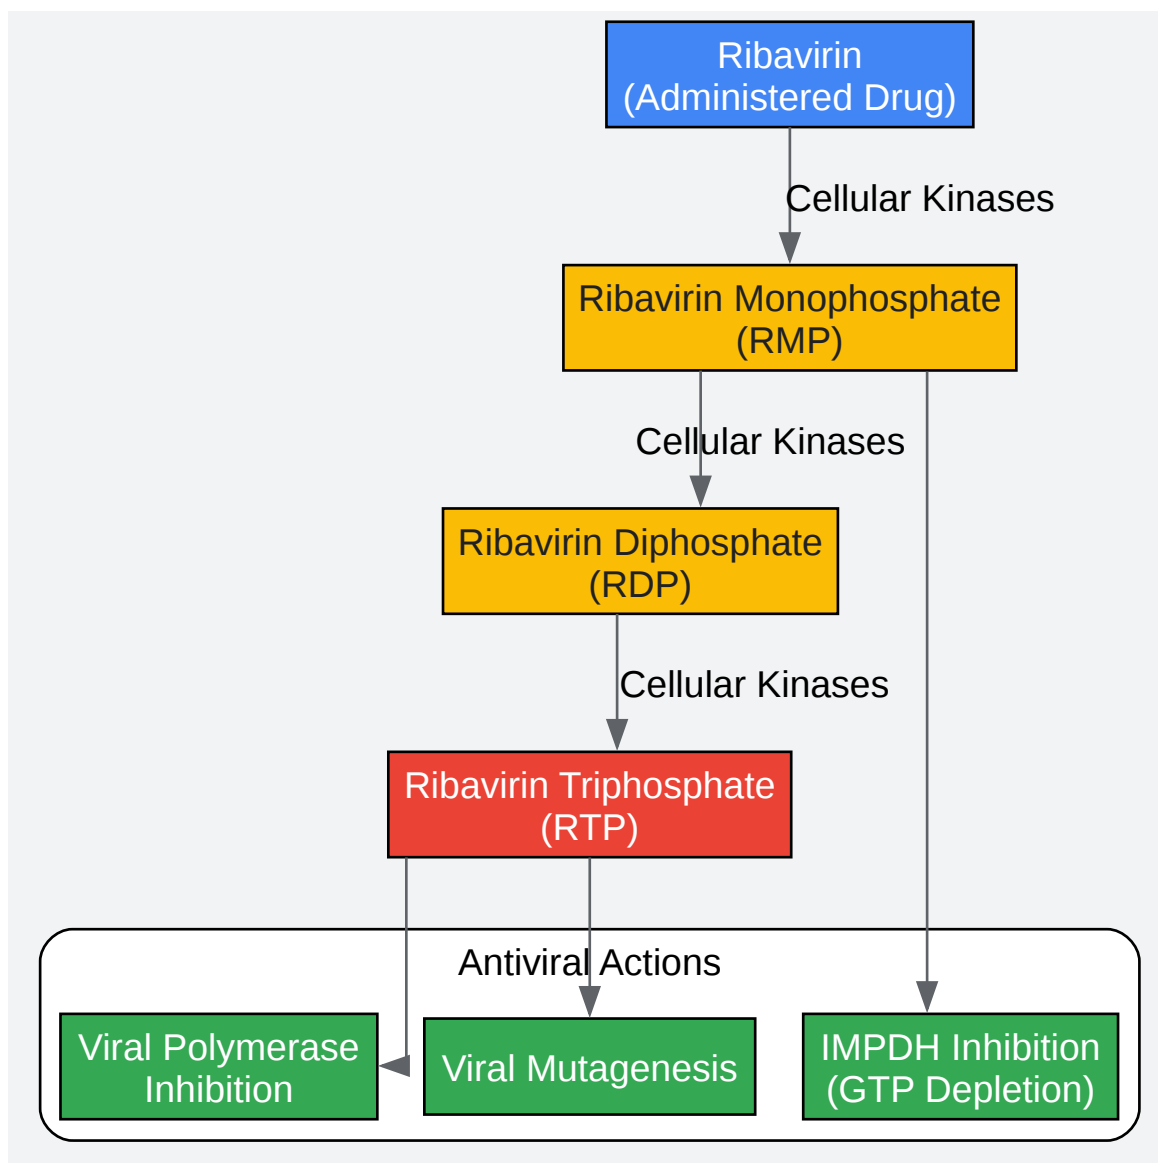 Ribavirin
(Administered Drug)
Cellular Kinases
Ribavirin Monophosphate
(RMP)
Cellular Kinases
Ribavirin Diphosphate
(RDP)
Cellular Kinases
Ribavirin Triphosphate
(RTP)
Antiviral Actions
Viral Polymerase
Inhibition
Viral Mutagenesis
IMPDH Inhibition
(GTP Depletion)